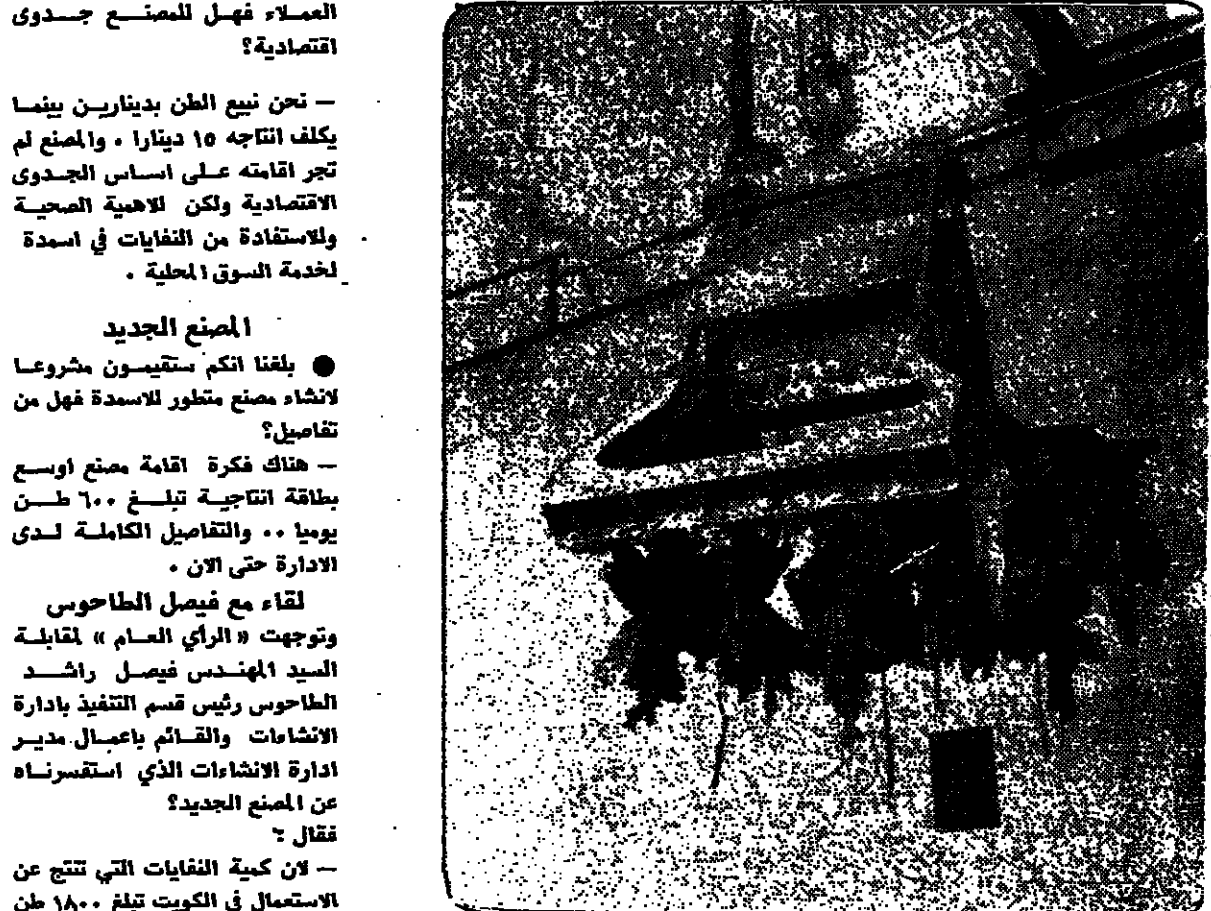 العملاء فهل للمصنع جدوى
اقتصادية؟
— نحن نبيع الطن بدينارين بينما
يكلف انتاجه ١٥ دينارا . والمصنع لم
تجر اقامته على اساس الجدوى
الاقتصادية ولكن للاهمية الصحية
وللاستفادة من النفايات في اسمدة
لخدمة السوق المحلية .
المصنع الجديد
● بلغنا انكم ستقيمون مشروعا
لانشاء مصنع متطور للاسمدة فهل من
تفاصيل؟
— هناك فكرة اقامة مصنع اوسع
بطاقة انتاجية تبلغ ٦٠٠ طن
يوميا .. والتفاصيل الكاملة لدى
الادارة حتى الان .
لقاء مع فيصل الطاحوس
وتوجهت « الرأي العام » لمقابلة
السيد المهندس فيصل راشد
الطاحوس رئيس قسم التنفيذ بادارة
الانشاءات والقائم باعمال مدير
ادارة الانشاءات الذي استفسرناه
عن المصنع الجديد؟
فقال :
— لان كمية النفايات التي تنتج عن
الاستعمال في الكويت تبلغ ١٨٠٠ طن